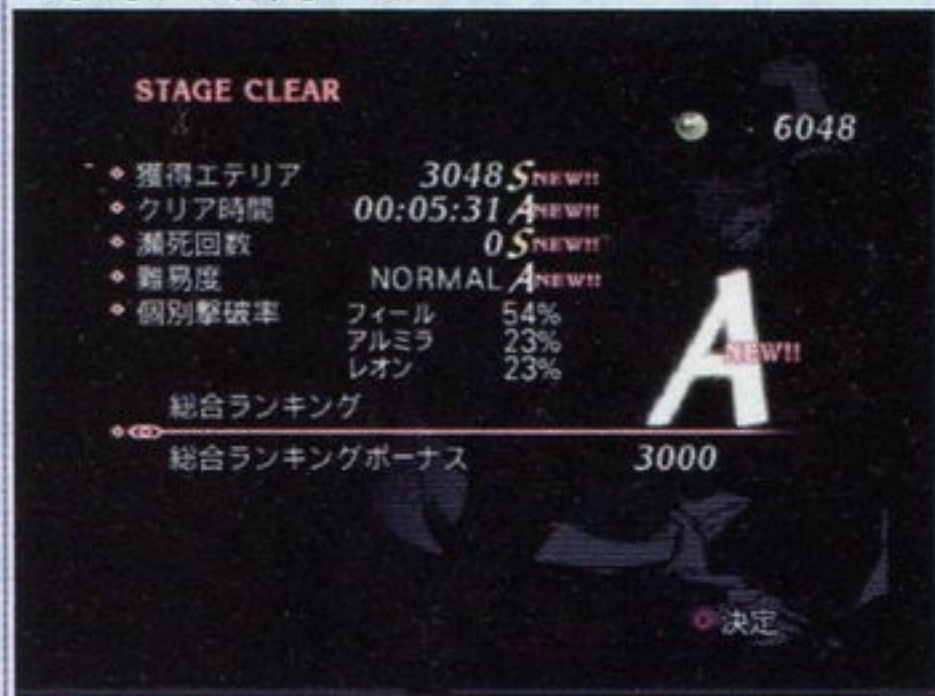 STAGE CLEAR
6048
獲得エテリア 3048 S NEW!!
クリア時間 00:05:31 A NEW!!
瀕死回数 0 S NEW!!
難易度 NORMAL A NEW!!
個別撃破率 フィール 54%
アルミラ 23%
レオン 23%
A NEW!!
総合ランキング
総合ランキングボーナス 3000
決定